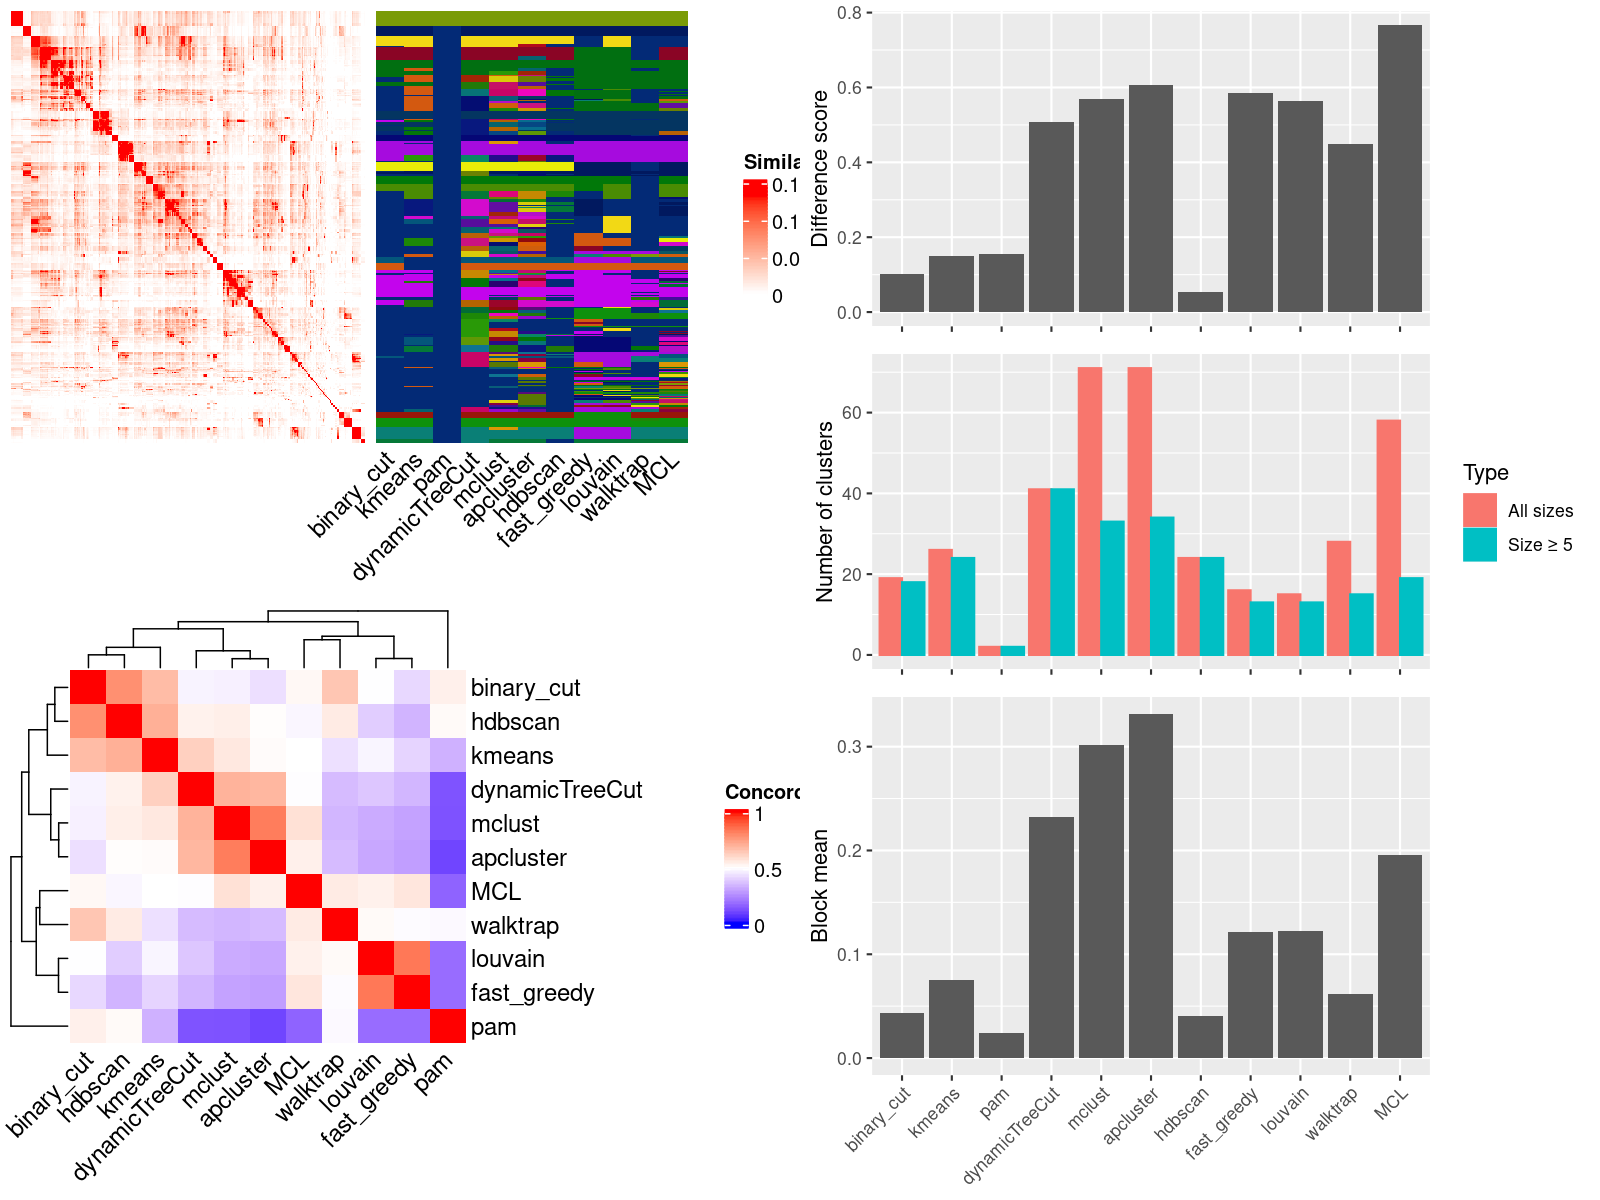 Simila
0.1
0.1
0.0
0
binary_cut
kmeans
pam
dynamicTreeCut
mclust
apcluster
hdbscan
fast_greedy
louvain
walktrap
MCL
binary_cut
hdbscan
kmeans
dynamicTreeCut
mclust
apcluster
MCL
walktrap
louvain
fast_greedy
pam
binary_cut
hdbscan
kmeans
dynamicTreeCut
mclust
apcluster
MCL
walktrap
louvain
fast_greedy
pam
Concord
1
0.5
0
Difference score
0.8
0.6
0.4
0.2
0.0
Number of clusters
60
40
20
0
Type
All sizes
Size ≥ 5
Block mean
0.3
0.2
0.1
0.0
binary_cut
kmeans
pam
dynamicTreeCut
mclust
apcluster
hdbscan
fast_greedy
louvain
walktrap
MCL